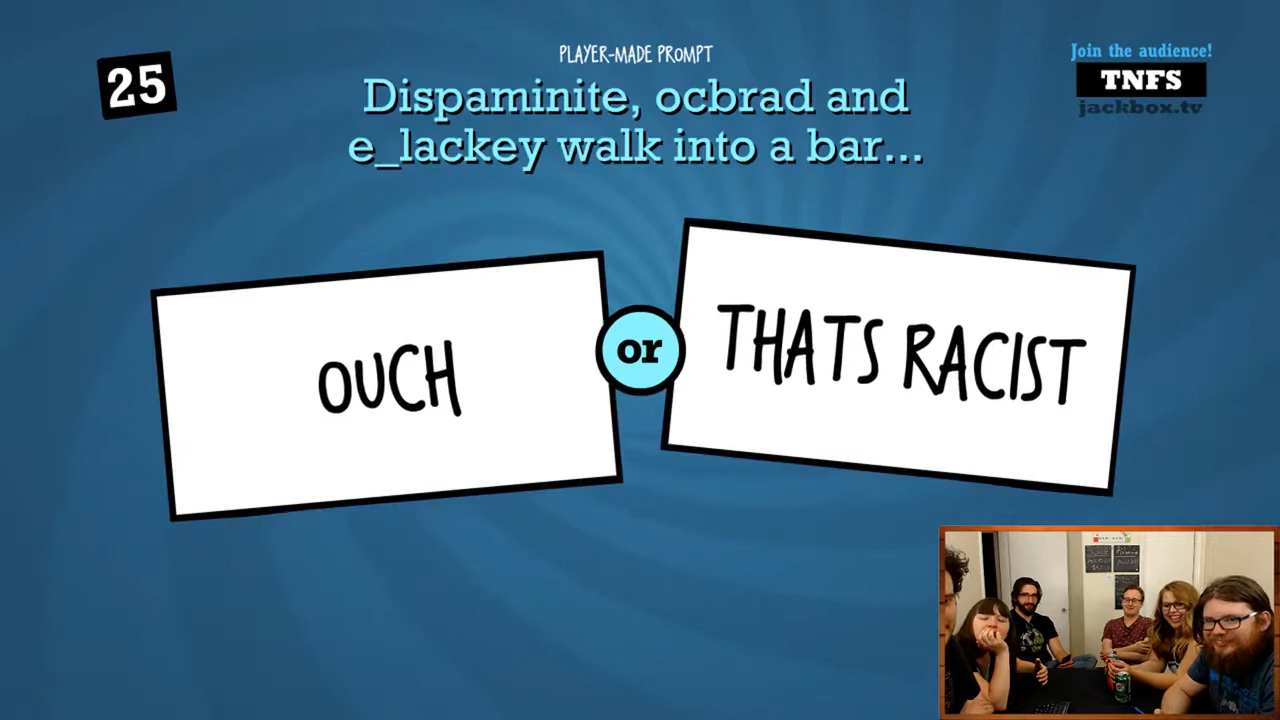 25
PLAYER-MADE PROMPT
Dispaminite, ocbrad and
e_lackey walk into a bar...
Join the audience!
TNFS
jackbox.tv
OUCH
or
THATS RACIST